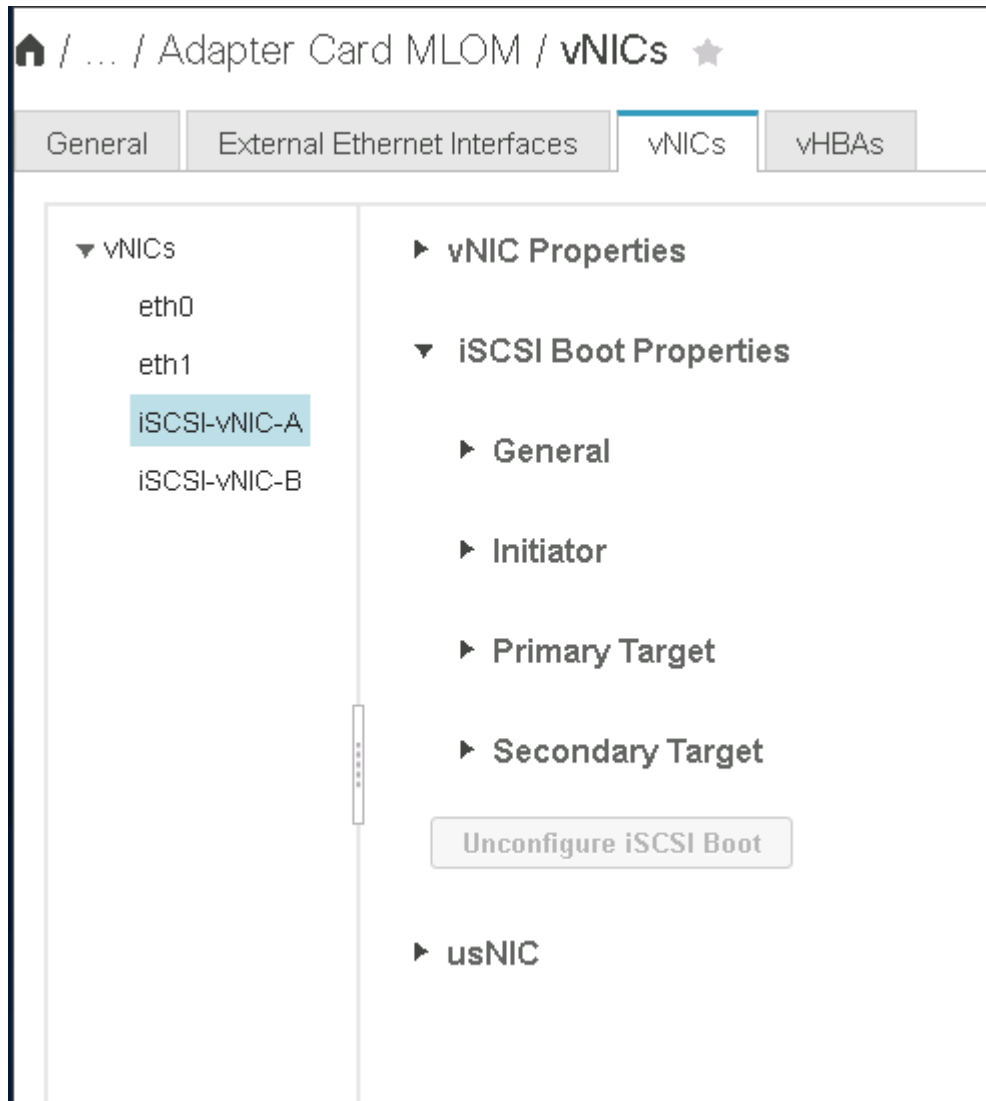 / ... / Adapter Card MLOM / vNICs
General External Ethernet Interfaces vNICs vHBAs
vNICs
eth0
eth1
iSCSI-vNIC-A
iSCSI-vNIC-B
vNIC Properties
iSCSI Boot Properties
General
Initiator
Primary Target
Secondary Target
Unconfigure iSCSI Boot
usNIC